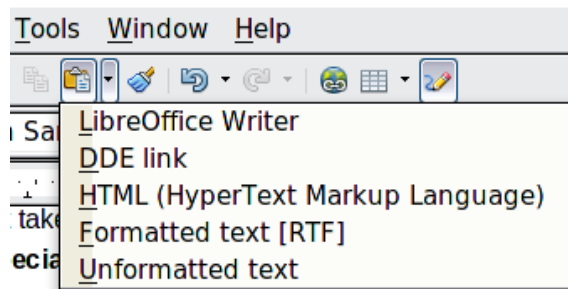 Tools Window Help
LibreOffice Writer
DDE link
HTML (HyperText Markup Language)
Formatted text [RTF]
Unformatted text